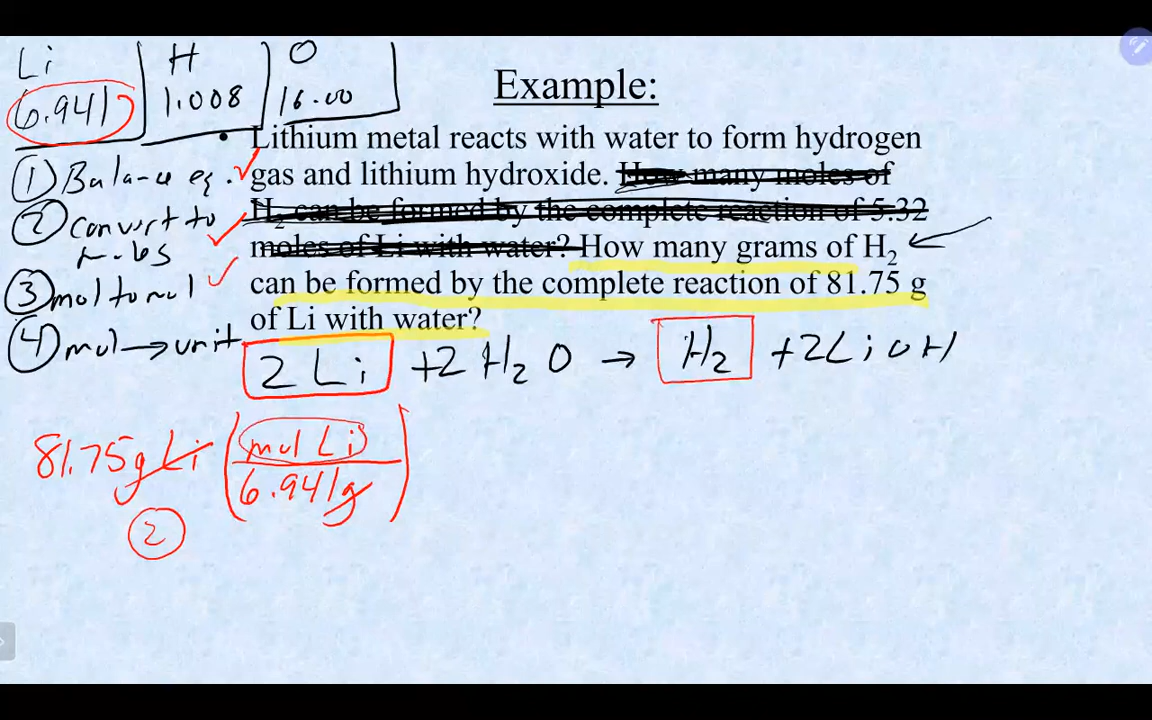 Li H O
6.941 1.008 16.00
Example:
• Lithium metal reacts with water to form hydrogen
① Balance eq. ✓ gas and lithium hydroxide. How many moles of
② convert to ✓ H₂ can be formed by the complete reaction of 5.32
moles moles of Li with water? How many grams of H₂
③ mol to mol ✓ can be formed by the complete reaction of 81.75 g
④ mol → unit of Li with water?
2 Li + 2 H₂O → H₂ + 2LiOH
81.75g Li (mol Li
6.941g)
②